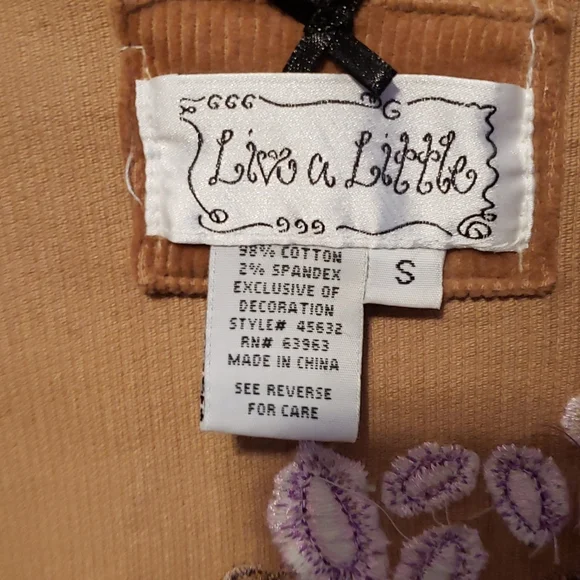 Live a Little
98% COTTON
2% SPANDEX
EXCLUSIVE OF
DECORATION
STYLE# 45632
RN# 63963
MADE IN CHINA
SEE REVERSE
FOR CARE
S